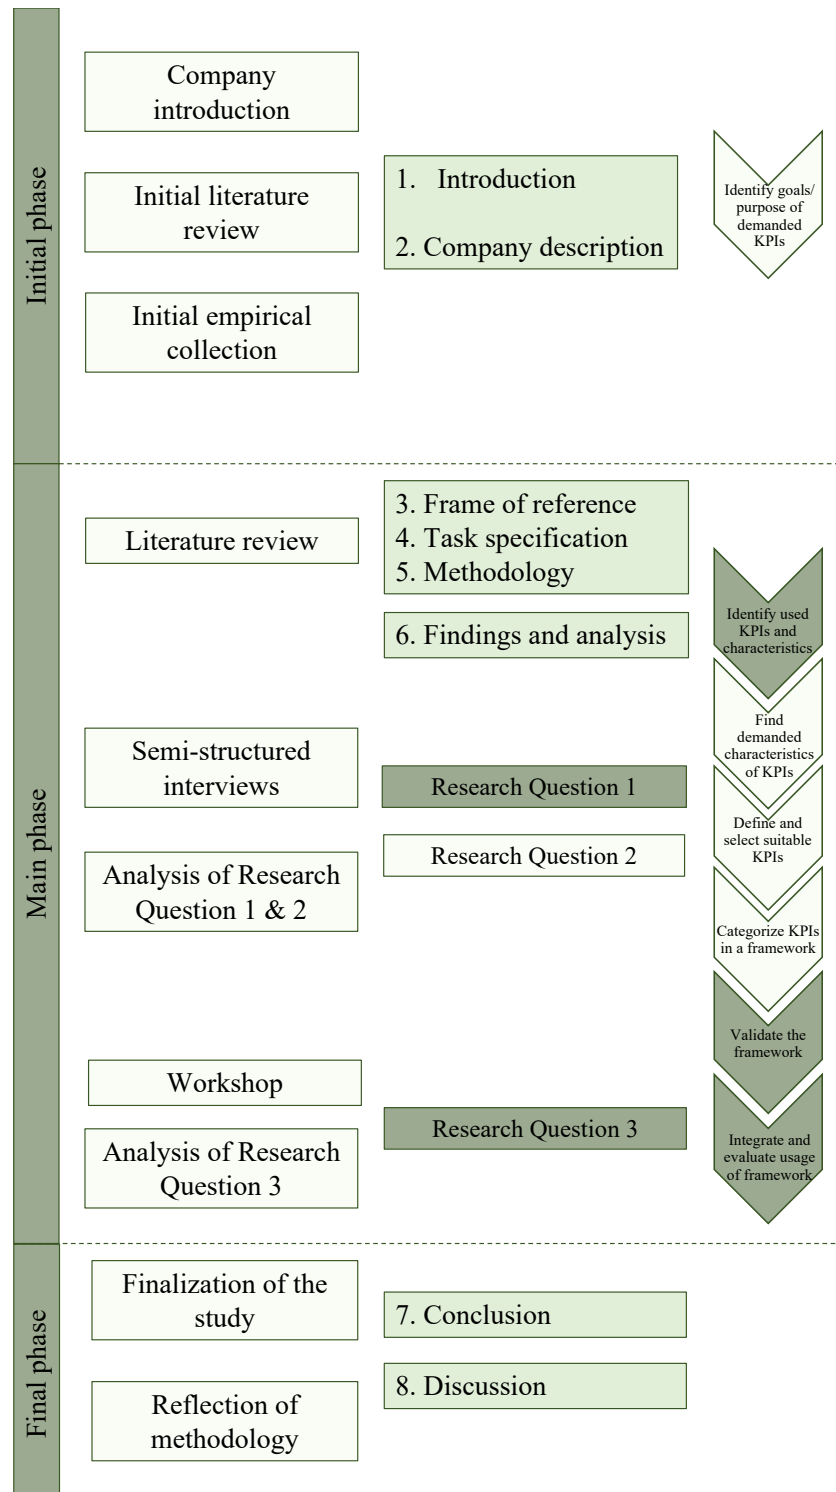 Initial phase
Company
introduction
Initial literature
review
Initial empirical
collection
1. Introduction
2. Company description
Identify goals/
purpose of
demanded
KPIs
Main phase
Literature review
3. Frame of reference
4. Task specification
5. Methodology
6. Findings and analysis
Semi-structured
interviews
Analysis of Research
Question 1 & 2
Research Question 1
Research Question 2
Workshop
Analysis of Research
Question 3
Research Question 3
Identify used
KPIs and
characteristics
Find
demanded
characteristics
of KPIs
Define and
select suitable
KPIs
Categorize KPIs
in a framework
Validate the
framework
Integrate and
evaluate usage
of framework
Final phase
Finalization of the
study
Reflection of
methodology
7. Conclusion
8. Discussion